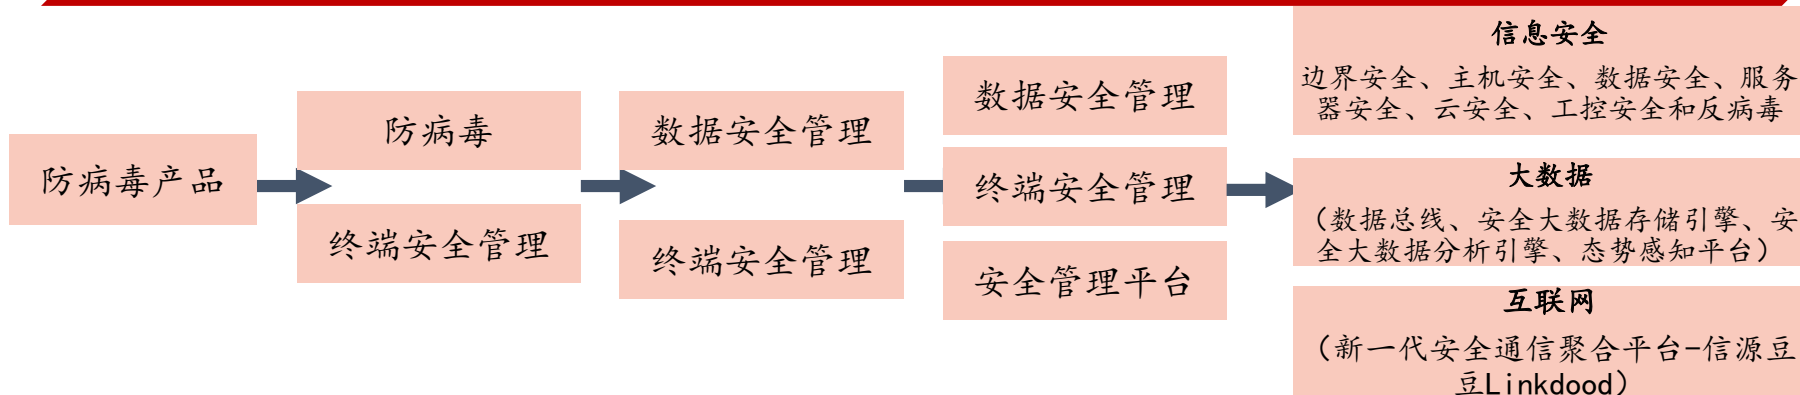 防病毒产品
防病毒
终端安全管理
数据安全管理
终端安全管理
数据安全管理
终端安全管理
安全管理平台
信息安全
边界安全、主机安全、数据安全、服务
器安全、云安全、工控安全和反病毒
大数据
（数据总线、安全大数据存储引擎、安
全大数据分析引擎、态势感知平台）
互联网
（新一代安全通信聚合平台-信源豆
豆Linkdood）